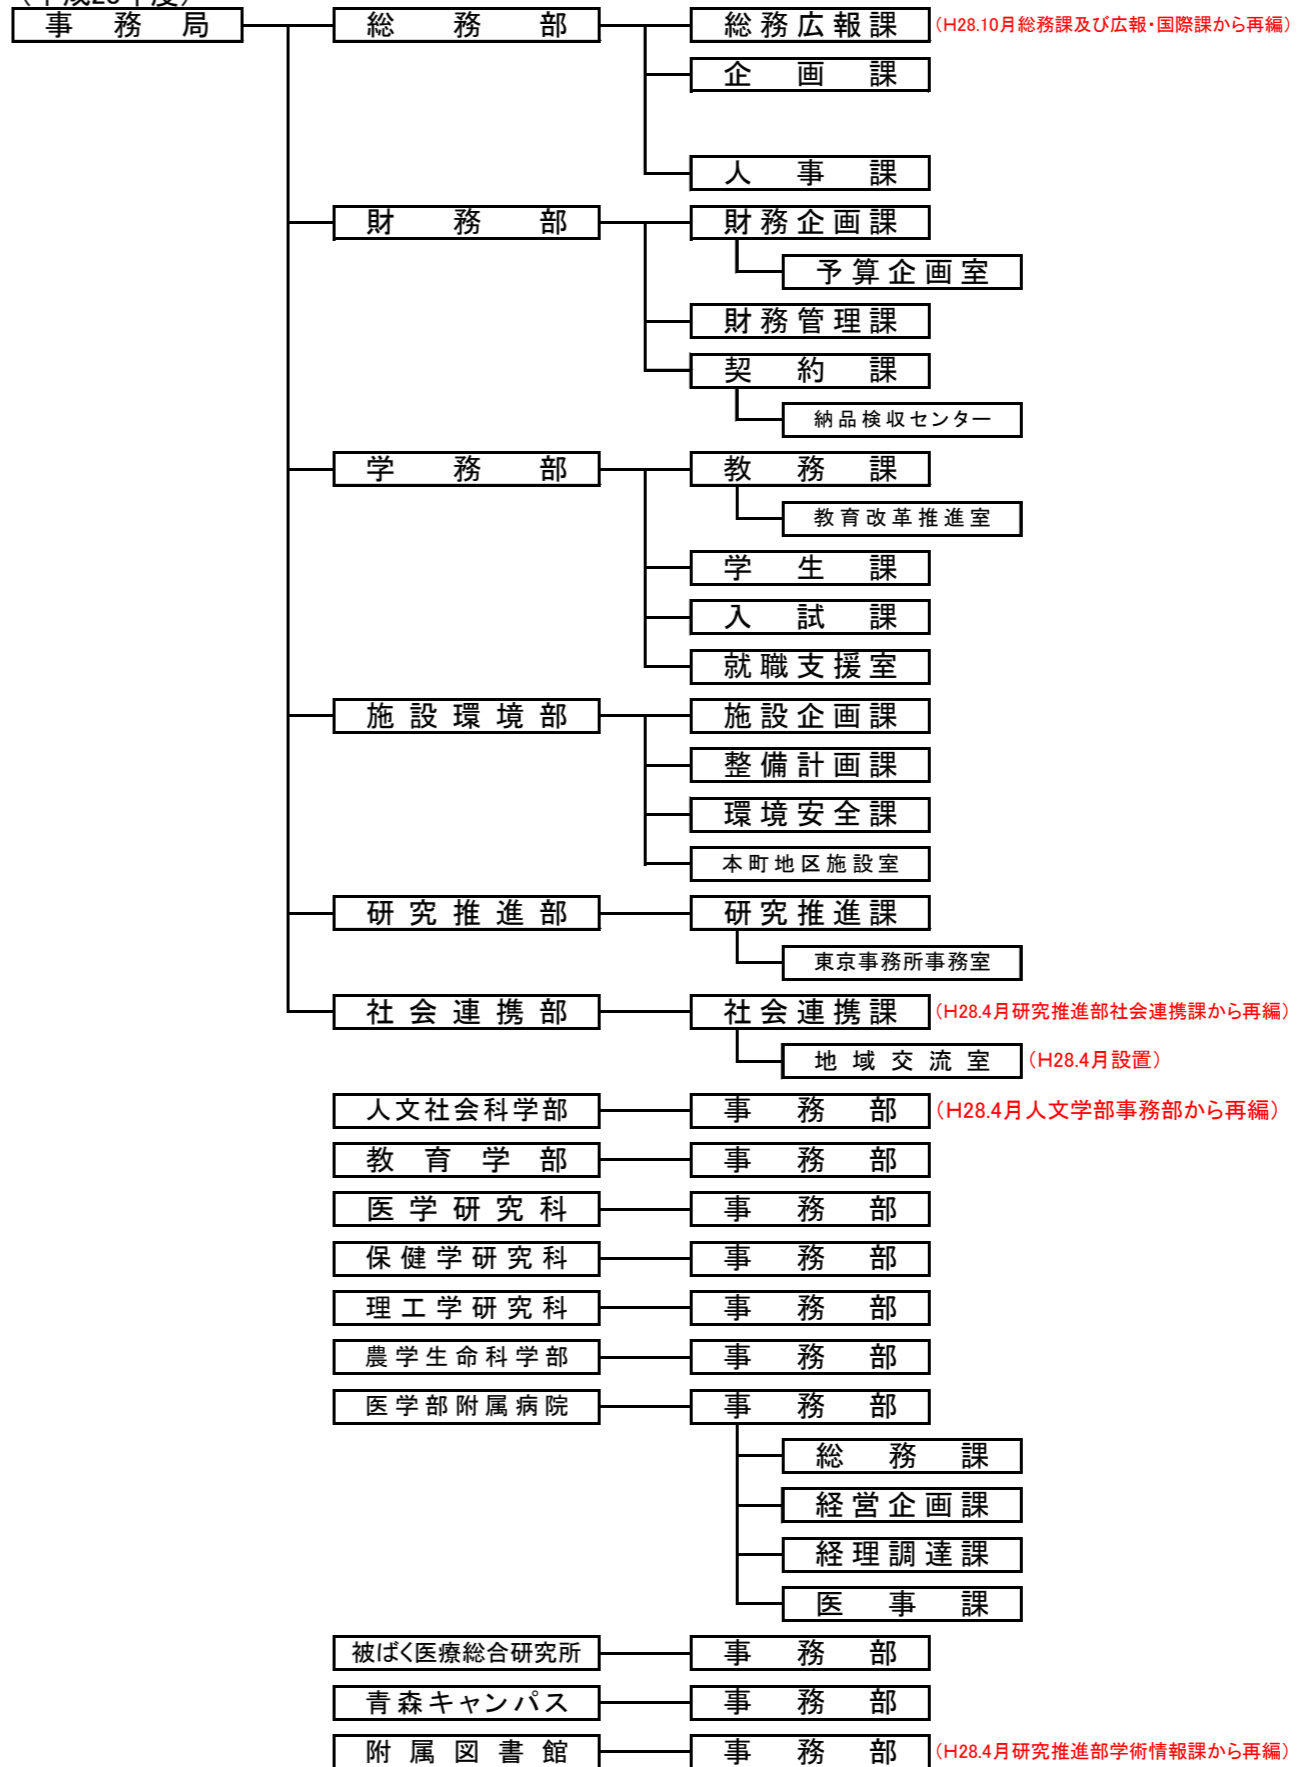 事務局
総務部
総務広報課
（H28.10月総務課及び広報・国際課から再編）
企画課
人事課
財務部
財務企画課
予算企画室
財務管理課
契約課
納品検収センター
学務部
教務課
教育改革推進室
学生課
入試課
就職支援室
施設環境部
施設企画課
整備計画課
環境安全課
本町地区施設室
研究推進部
研究推進課
東京事務所事務室
社会連携部
社会連携課
（H28.4月研究推進部社会連携課から再編）
地域交流室
（H28.4月設置）
人文社会科学部
事務部
（H28.4月人文学部事務部から再編）
教育学部
事務部
医学研究科
事務部
保健学研究科
事務部
理工学研究科
事務部
農学生命科学部
事務部
医学部附属病院
事務部
総務課
経営企画課
経理調達課
医事課
被ばく医療総合研究所
事務部
青森キャンパス
事務部
附属図書館
事務部
（H28.4月研究推進部学術情報課から再編）